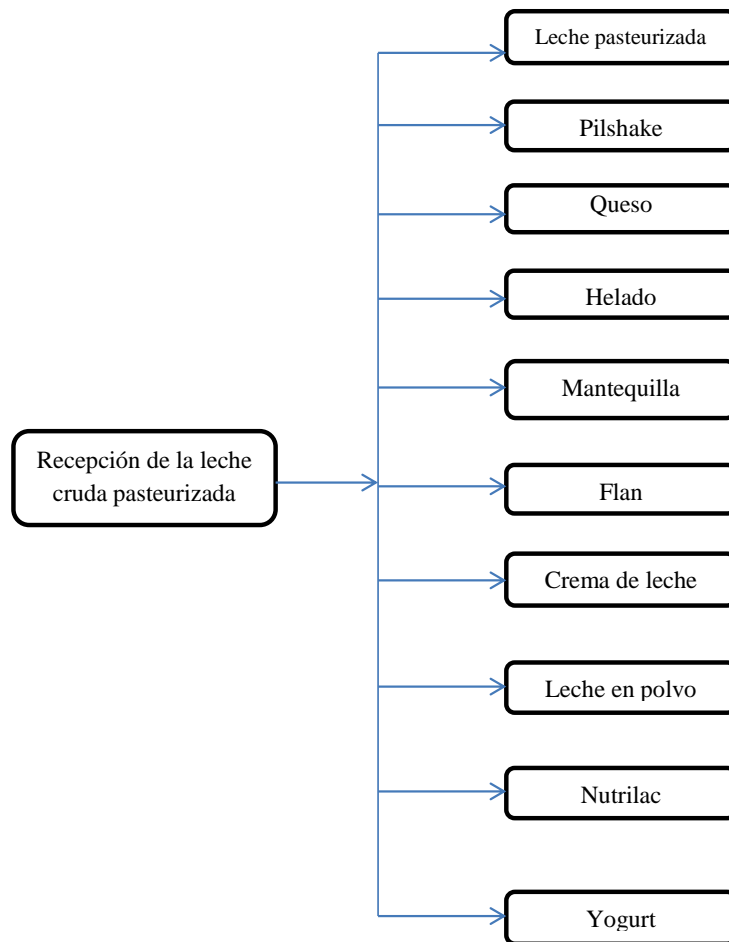 Leche pasteurizada
Pilshake
Queso
Helado
Mantequilla
Recepción de la leche
cruda pasteurizada
Flan
Crema de leche
Leche en polvo
Nutrilac
Yogurt